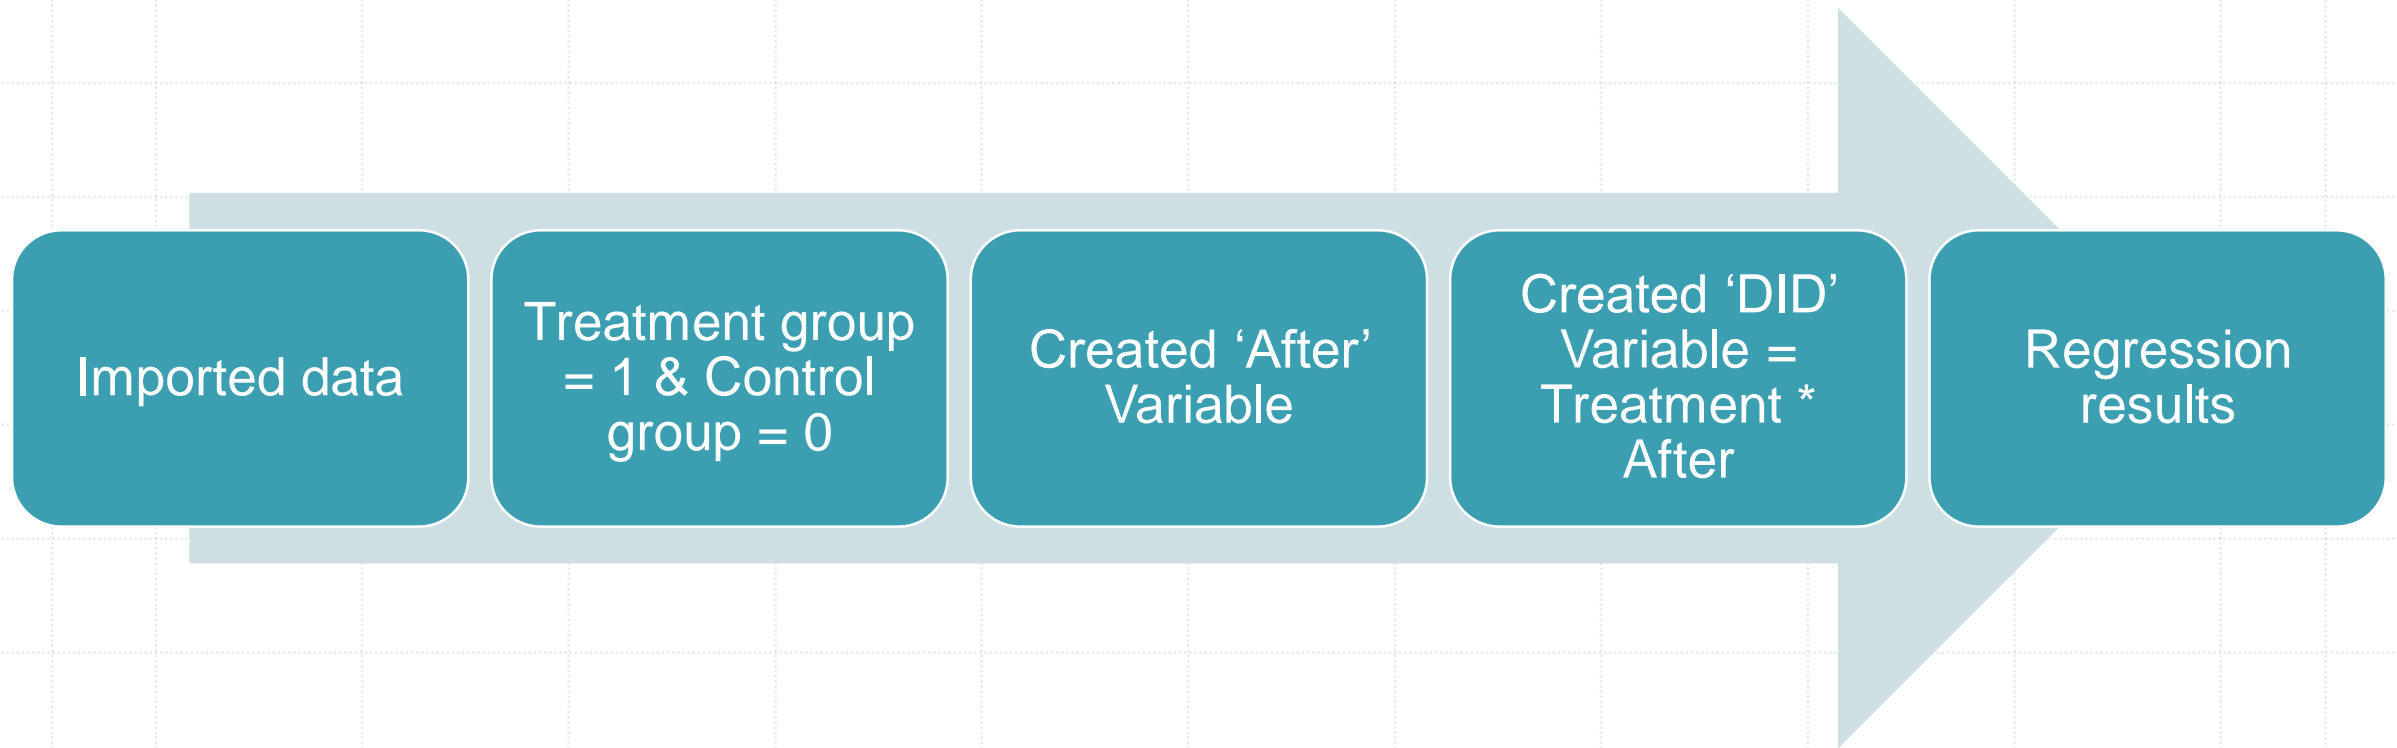 Imported data
Treatment group
= 1 & Control
group = 0
Created ‘After’
Variable
Created ‘DID’
Variable =
Treatment *
After
Regression
results